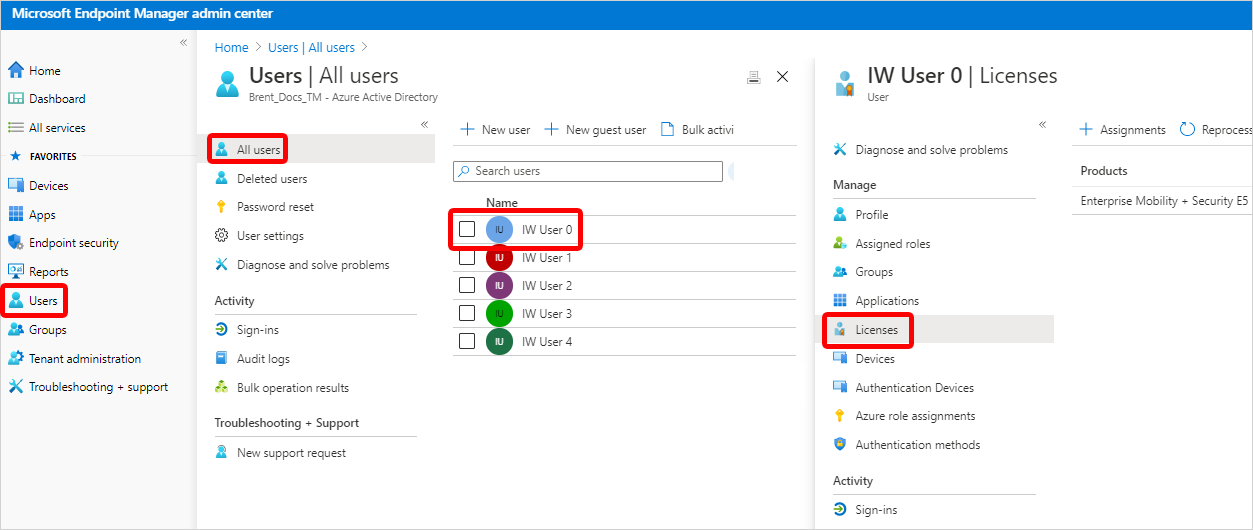 Microsoft Endpoint Manager admin center
«
Home
Dashboard
All services
FAVORITES
Devices
Apps
Endpoint security
Reports
Users
Groups
Tenant administration
Troubleshooting + support
Home > Users | All users >
Users | All users
Brent_Docs_TM - Azure Active Directory
«
All users
Deleted users
Password reset
User settings
Diagnose and solve problems
Activity
Sign-ins
Audit logs
Bulk operation results
Troubleshooting + Support
New support request
New user New guest user Bulk activi
Search users
Name
IU IW User 0
IU IW User 1
IU IW User 2
IU IW User 3
IU IW User 4
IW User 0 | Licenses
User
«
Diagnose and solve problems
Manage
Profile
Assigned roles
Groups
Applications
Licenses
Devices
Authentication Devices
Azure role assignments
Authentication methods
Activity
Sign-ins
Assignments Reprocess
Products
Enterprise Mobility + Security E5